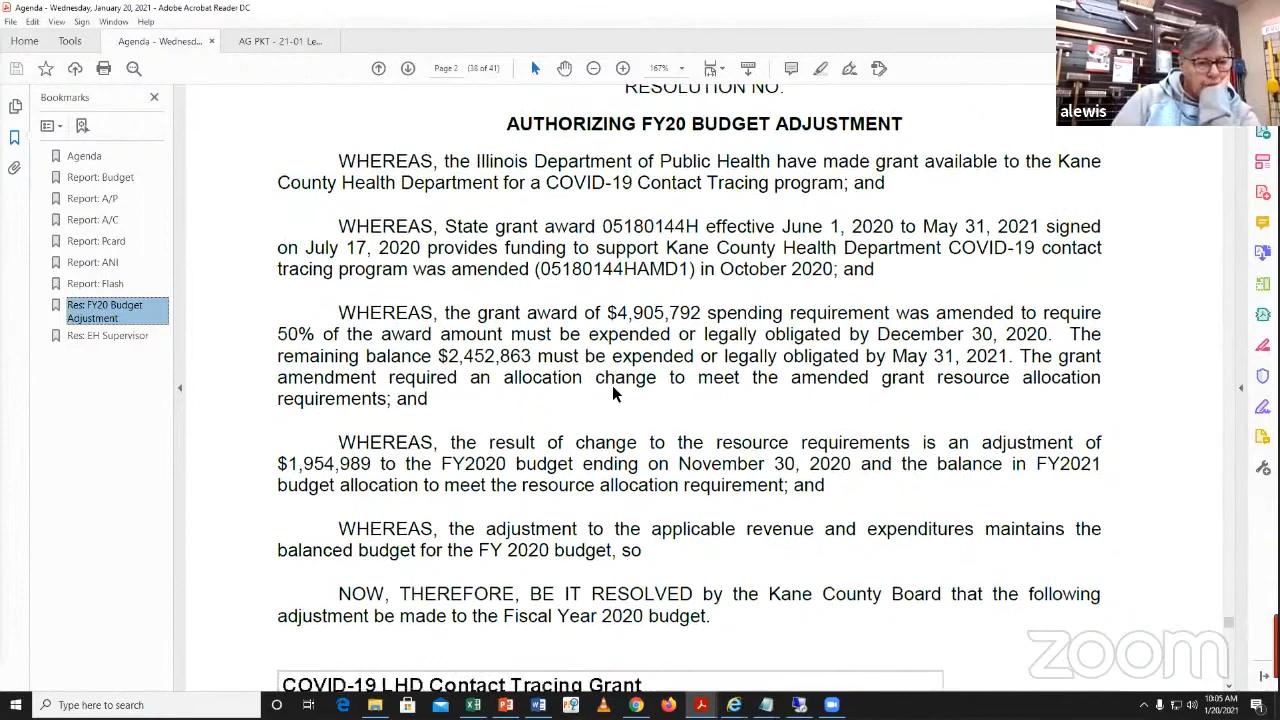 Agenda - Wednesday, January 20, 2021 - Adobe Acrobat Reader DC
File Edit View Sign Window Help
Home Tools Agenda - Wednesd... × AG PKT - 21-01 Le...
Page 2 (38 of 41) 167%
alewis
Bookmarks
Agenda
Report: Budget
Report: A/P
Report: A/C
Report: Pcard
Report: ANI
Report: Flash
Res: FY20 Budget
Adjustment
Res: EH Supervisor
RESOLUTION NO.
AUTHORIZING FY20 BUDGET ADJUSTMENT
WHEREAS, the Illinois Department of Public Health have made grant available to the Kane
County Health Department for a COVID-19 Contact Tracing program; and
WHEREAS, State grant award 05180144H effective June 1, 2020 to May 31, 2021 signed
on July 17, 2020 provides funding to support Kane County Health Department COVID-19 contact
tracing program was amended (05180144HAMD1) in October 2020; and
WHEREAS, the grant award of $4,905,792 spending requirement was amended to require
50% of the award amount must be expended or legally obligated by December 30, 2020. The
remaining balance $2,452,863 must be expended or legally obligated by May 31, 2021. The grant
amendment required an allocation change to meet the amended grant resource allocation
requirements; and
WHEREAS, the result of change to the resource requirements is an adjustment of
$1,954,989 to the FY2020 budget ending on November 30, 2020 and the balance in FY2021
budget allocation to meet the resource allocation requirement; and
WHEREAS, the adjustment to the applicable revenue and expenditures maintains the
balanced budget for the FY 2020 budget, so
NOW, THEREFORE, BE IT RESOLVED by the Kane County Board that the following
adjustment be made to the Fiscal Year 2020 budget.
COVID-19 LHD Contact Tracing Grant
zoom
Type here to search
10:05 AM
1/20/2021